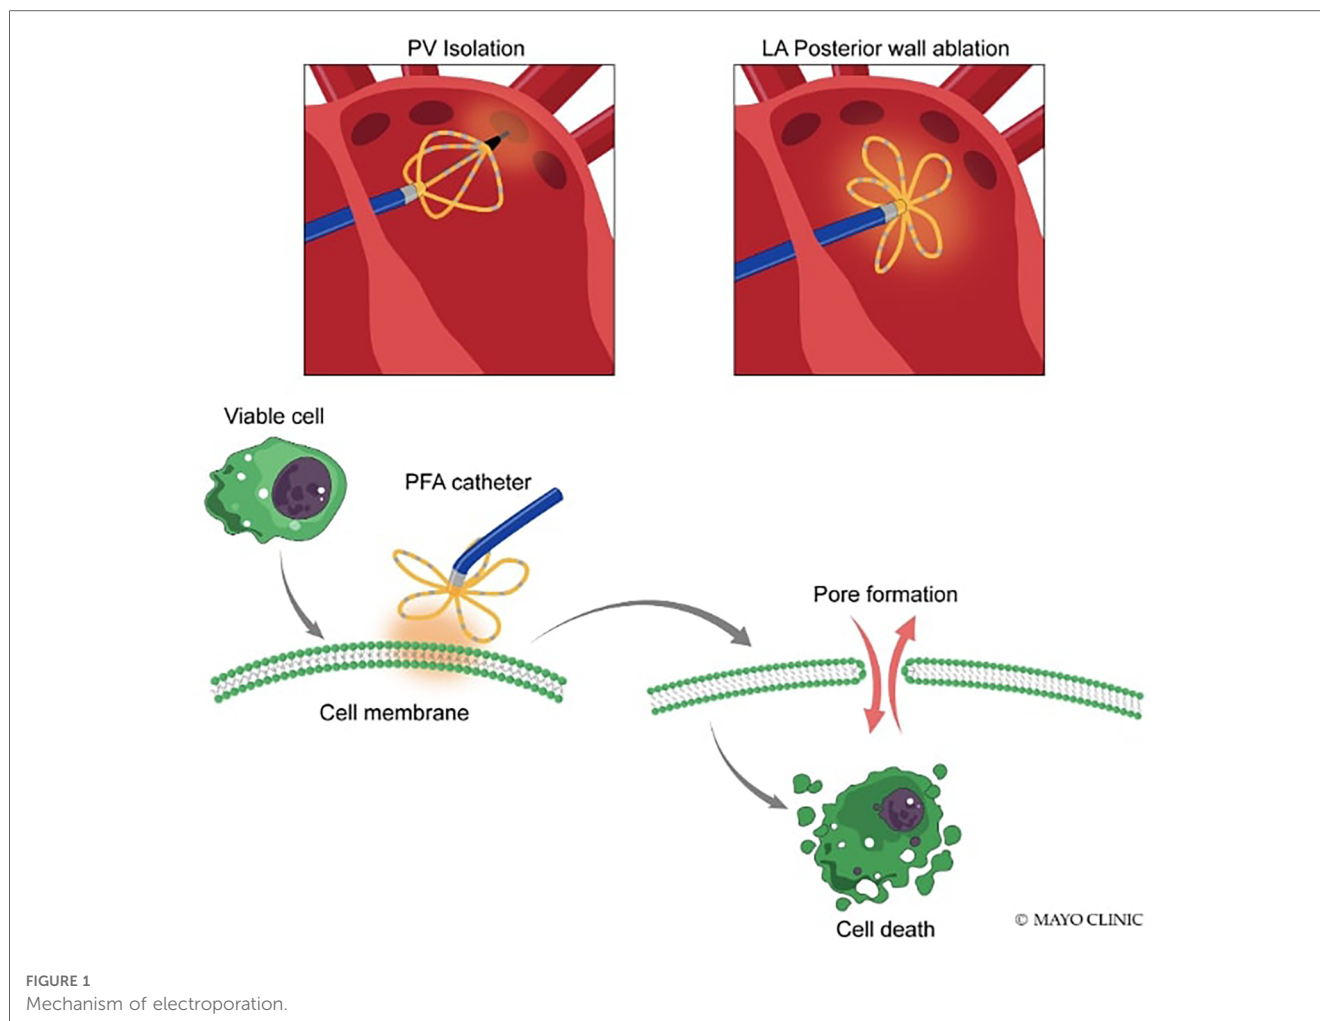 PV Isolation
LA Posterior wall ablation
Viable cell
PFA catheter
Pore formation
Cell membrane
Cell death
© MAYO CLINIC
FIGURE 1
Mechanism of electroporation.